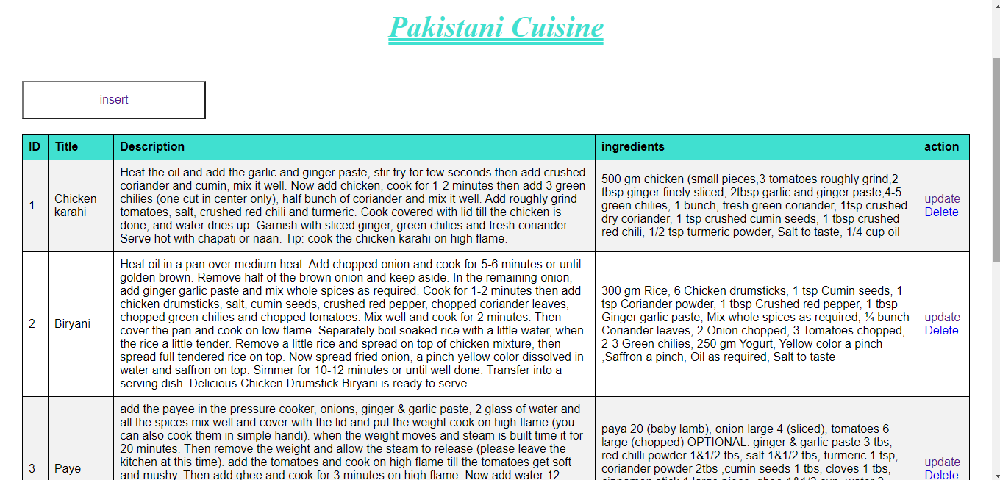 Pakistani Cuisine
insert
ID Title Description ingredients action
1
Chicken
karahi
Heat the oil and add the garlic and ginger paste, stir fry for few seconds then add crushed
coriander and cumin, mix it well. Now add chicken, cook for 1-2 minutes then add 3 green
chilies (one cut in center only), half bunch of coriander and mix it well. Add roughly grind
tomatoes, salt, crushed red chili and turmeric. Cook covered with lid till the chicken is
done, and water dries up. Garnish with sliced ginger, green chilies and fresh coriander.
Serve hot with chapati or naan. Tip: cook the chicken karahi on high flame.
500 gm chicken (small pieces,3 tomatoes roughly grind,2
tbsp ginger finely sliced, 2tbsp garlic and ginger paste,4-5
green chilies, 1 bunch, fresh green coriander, 1tsp crushed
dry coriander, 1 tsp crushed cumin seeds, 1 tbsp crushed
red chili, 1/2 tsp turmeric powder, Salt to taste, 1/4 cup oil
update
Delete
2
Biryani
Heat oil in a pan over medium heat. Add chopped onion and cook for 5-6 minutes or until
golden brown. Remove half of the brown onion and keep aside. In the remaining onion,
add ginger garlic paste and mix whole spices as required. Cook for 1-2 minutes then add
chicken drumsticks, salt, cumin seeds, crushed red pepper, chopped coriander leaves,
chopped green chilies and chopped tomatoes. Mix well and cook for 2 minutes. Then
cover the pan and cook on low flame. Separately boil soaked rice with a little water, when
the rice a little tender. Remove a little rice and spread on top of chicken mixture, then
spread full tendered rice on top. Now spread fried onion, a pinch yellow color dissolved in
water and saffron on top. Simmer for 10-12 minutes or until well done. Transfer into a
serving dish. Delicious Chicken Drumstick Biryani is ready to serve.
300 gm Rice, 6 Chicken drumsticks, 1 tsp Cumin seeds, 1
tsp Coriander powder, 1 tbsp Crushed red pepper, 1 tbsp
Ginger garlic paste, Mix whole spices as required, ¼ bunch
Coriander leaves, 2 Onion chopped, 3 Tomatoes chopped,
2-3 Green chilies, 250 gm Yogurt, Yellow color a pinch
,Saffron a pinch, Oil as required, Salt to taste
update
Delete
3
Paye
add the payee in the pressure cooker, onions, ginger & garlic paste, 2 glass of water and
all the spices mix well and cover with the lid and put the weight cook on high flame (you
can also cook them in simple handi). when the weight moves and steam is built time it for
20 minutes. Then remove the weight and allow the steam to release (please leave the
kitchen at this time). add the tomatoes and cook on high flame till the tomatoes get soft
and mushy. Then add ghee and cook for 3 minutes on high flame. Now add water 12
paya 20 (baby lamb), onion large 4 (sliced), tomatoes 6
large (chopped) OPTIONAL. ginger & garlic paste 3 tbs,
red chilli powder 1&1/2 tbs, salt 1&1/2 tbs, turmeric 1 tsp,
coriander powder 2tbs ,cumin seeds 1 tbs, cloves 1 tbs,
cinnamon stick 1 large piece, ghee 1&1/2 cup, water 2
update
Delete